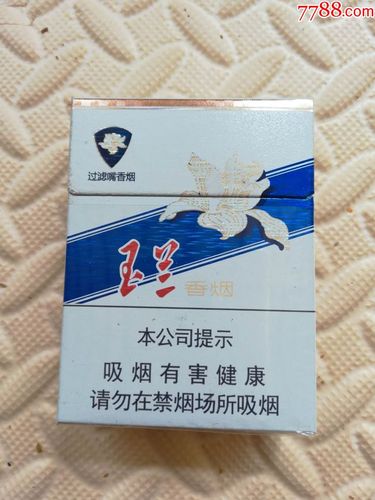 7788.com
过滤嘴香烟
玉兰 香烟
本公司提示
吸烟有害健康
请勿在禁烟场所吸烟